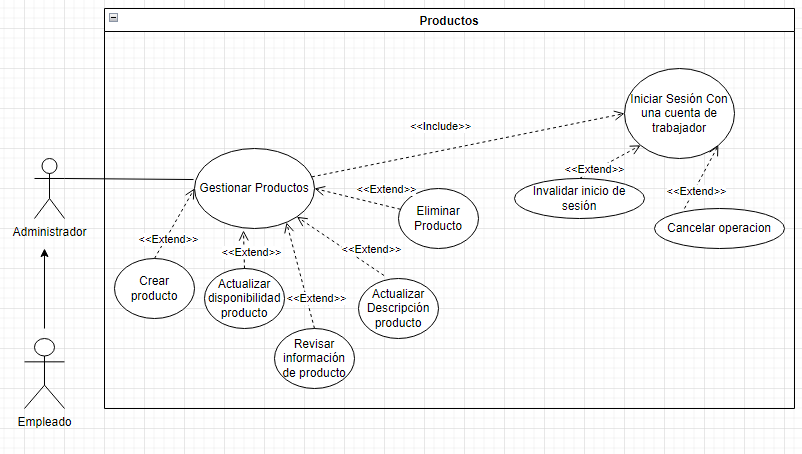 Productos
Iniciar Sesión Con
una cuenta de
trabajador
<<Include>>
<<Extend>>
Invalidar inicio de
sesión
<<Extend>>
Cancelar operacion
Administrador
Gestionar Productos
<<Extend>>
Eliminar
Producto
<<Extend>>
Crear
producto
<<Extend>>
Actualizar
disponibilidad
producto
<<Extend>>
Actualizar
Descripción
producto
<<Extend>>
Revisar
información
de producto
Empleado